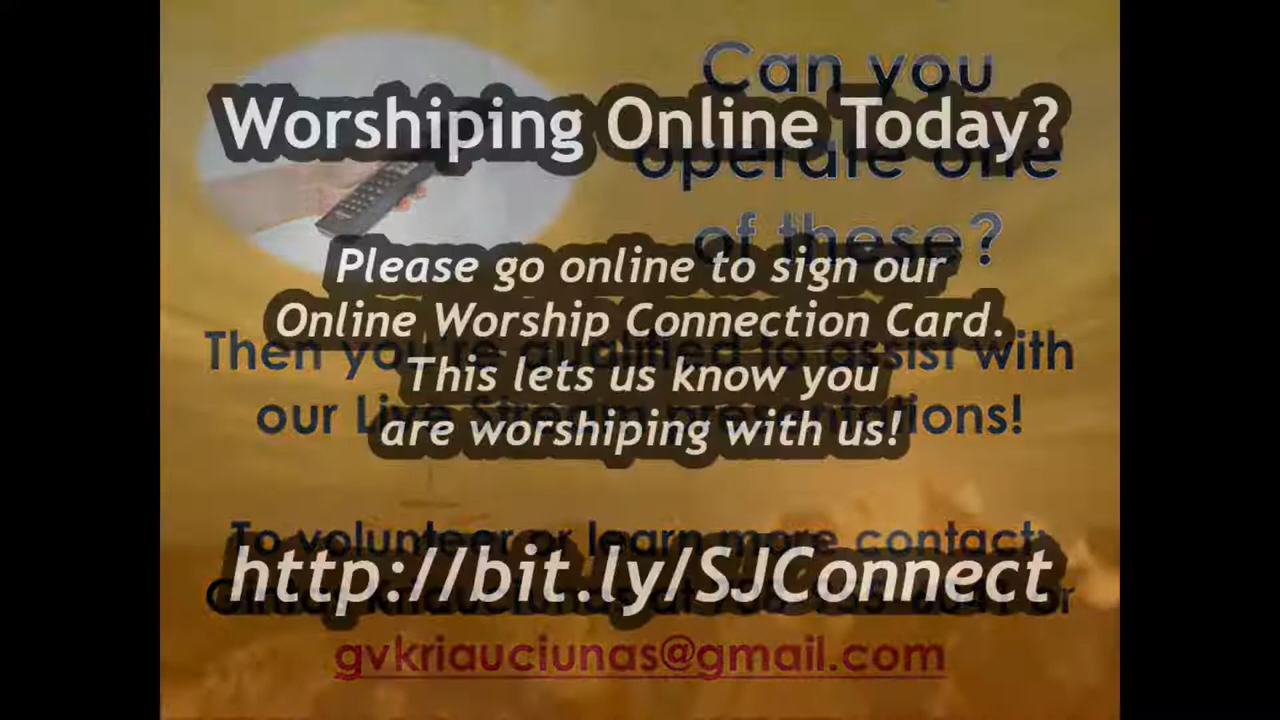 Can you
Worshiping Online Today?
operate one
of these?
Please go online to sign our
Online Worship Connection Card.
Then you're qualified to assist with
This lets us know you
our Live Stream presentations!
are worshiping with us!
To volunteer or learn more contact:
http://bit.ly/SJConnect
or
gvkriauciunas@gmail.com